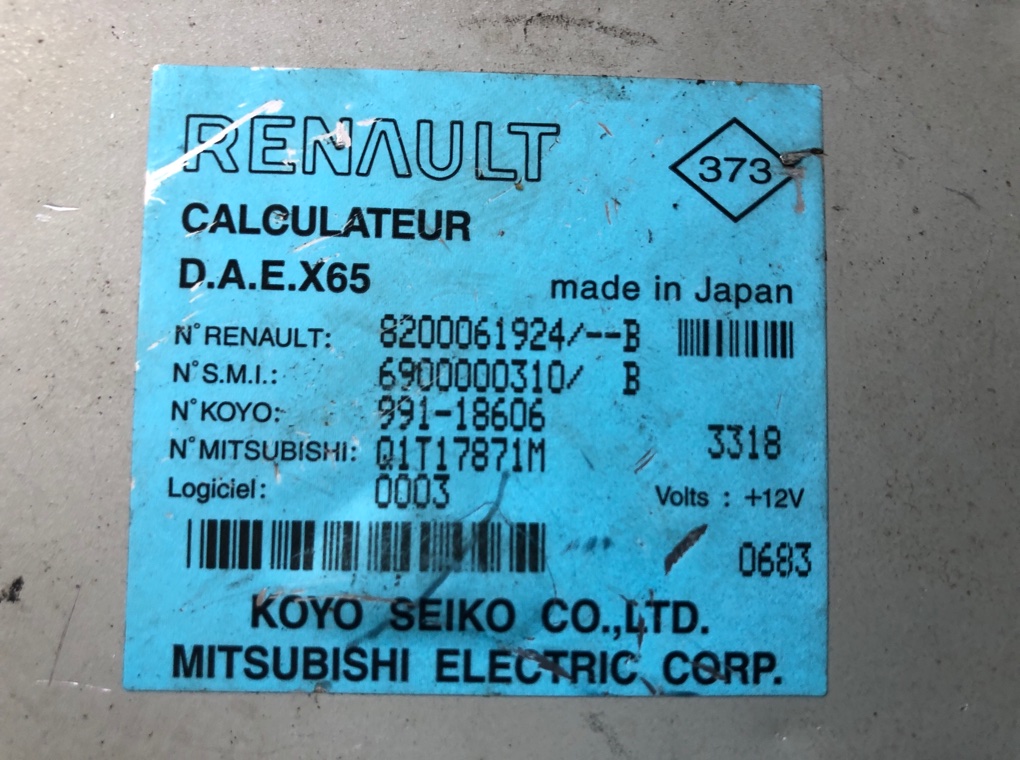 RENAULT
373
CALCULATEUR
D.A.E.X65
made in Japan
N° RENAULT: 8200061924/--B
N° S.M.I.: 6900000310/ B
N° KOYO: 991-18606
3318
N° MITSUBISHI: Q1T17871M
Logiciel: 0003
Volts : +12V
0683
KOYO SEIKO CO.,LTD.
MITSUBISHI ELECTRIC CORP.